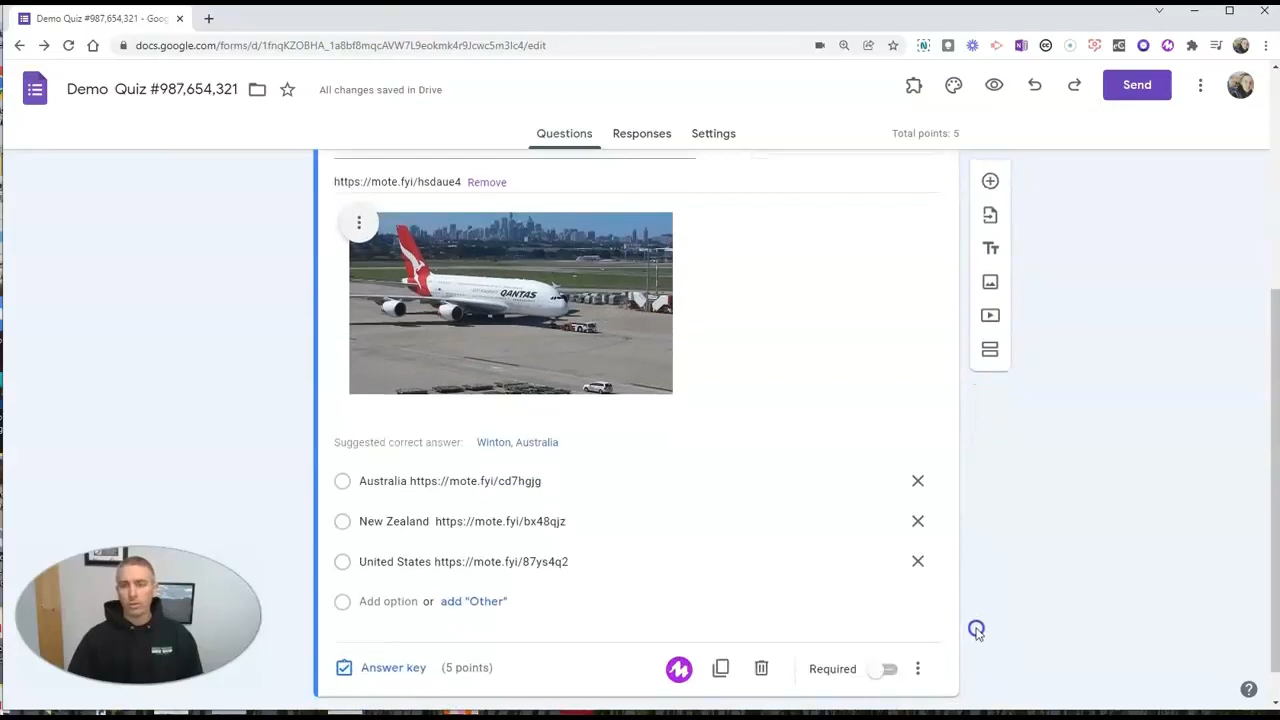 Demo Quiz #987,654,321 - Goog
docs.google.com/forms/d/1fnqKZOBHA_1a8bf8mqcAVW7L9eokmk4r9Jcwc5m3lc4/edit
Demo Quiz #987,654,321
All changes saved in Drive
Send
Questions
Responses
Settings
Total points: 5
https://mote.fyi/hsdaue4 Remove
QANTAS
Suggested correct answer: Winton, Australia
Australia https://mote.fyi/cd7hgjg
New Zealand https://mote.fyi/bx48qjz
United States https://mote.fyi/87ys4q2
Add option or add "Other"
Answer key (5 points)
Required